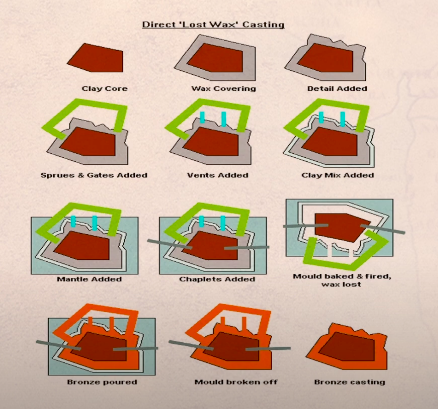 Direct 'Lost Wax' Casting
Clay Core
Wax Covering
Detail Added
Sprues & Gates Added
Vents Added
Clay Mix Added
Mantle Added
Chaplets Added
Mould baked & fired,
wax lost
Bronze poured
Mould broken off
Bronze casting